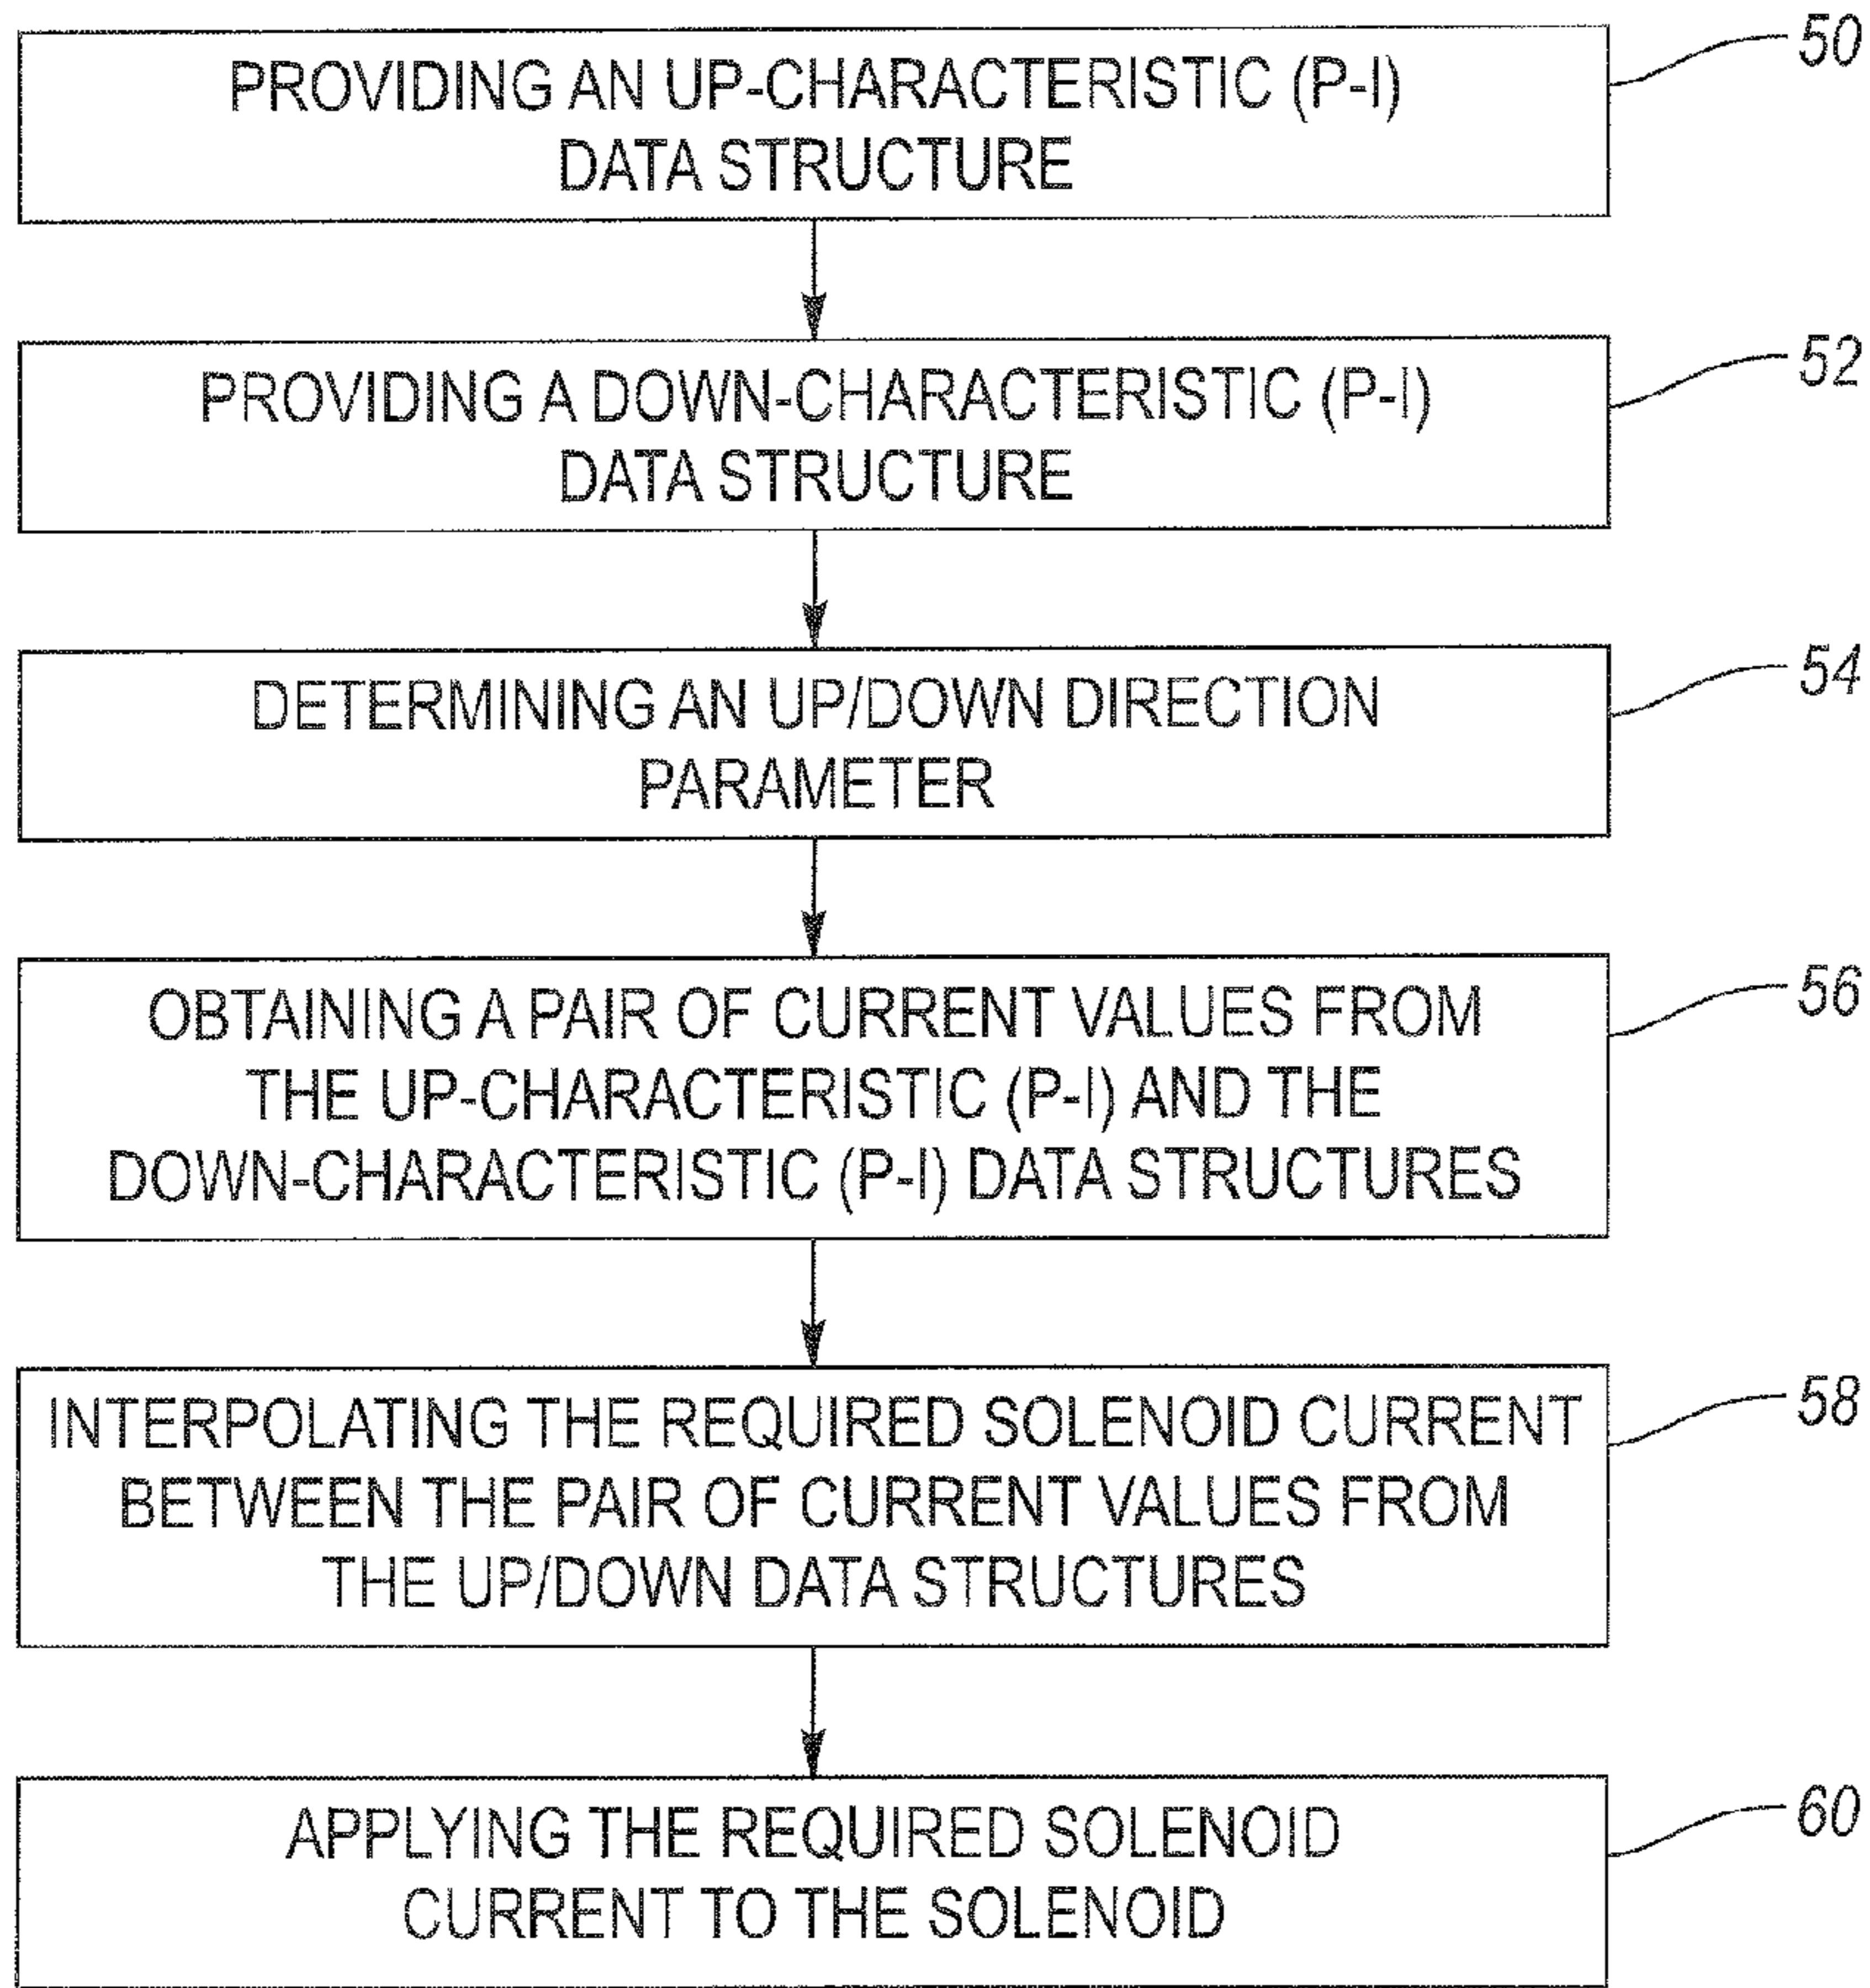 PROVIDING AN UP-CHARACTERISTIC (P-I)
DATA STRUCTURE
50
PROVIDING A DOWN-CHARACTERISTIC (P-I)
DATA STRUCTURE
52
DETERMINING AN UP/DOWN DIRECTION
PARAMETER
54
OBTAINING A PAIR OF CURRENT VALUES FROM
THE UP-CHARACTERISTIC (P-I) AND THE
DOWN-CHARACTERISTIC (P-I) DATA STRUCTURES
56
INTERPOLATING THE REQUIRED SOLENOID CURRENT
BETWEEN THE PAIR OF CURRENT VALUES FROM
THE UP/DOWN DATA STRUCTURES
58
APPLYING THE REQUIRED SOLENOID
CURRENT TO THE SOLENOID
60